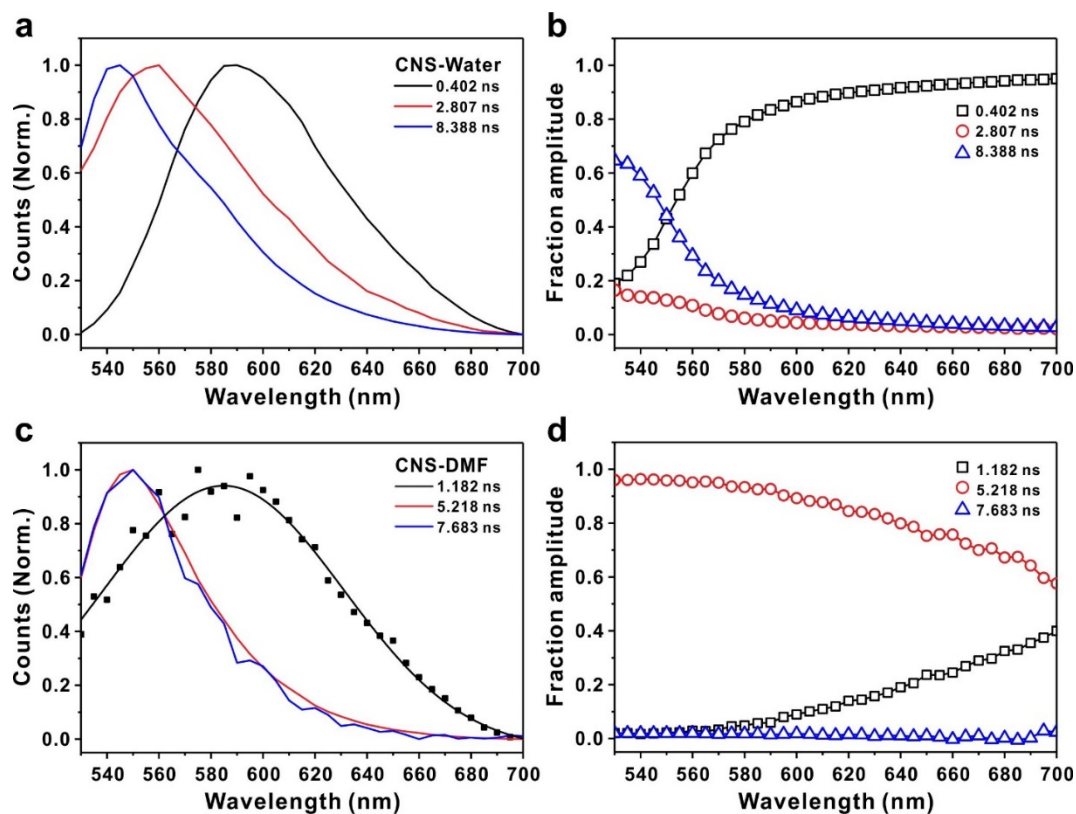 a
CNS-Water
0.402 ns
2.807 ns
8.388 ns
Counts (Norm.)
1.0
0.8
0.6
0.4
0.2
0.0
540 560 580 600 620 640 660 680 700
Wavelength (nm)
b
0.402 ns
2.807 ns
8.388 ns
Fraction amplitude
1.0
0.8
0.6
0.4
0.2
0.0
540 560 580 600 620 640 660 680 700
Wavelength (nm)
c
CNS-DMF
1.182 ns
5.218 ns
7.683 ns
Counts (Norm.)
1.0
0.8
0.6
0.4
0.2
0.0
540 560 580 600 620 640 660 680 700
Wavelength (nm)
d
1.182 ns
5.218 ns
7.683 ns
Fraction amplitude
1.0
0.8
0.6
0.4
0.2
0.0
540 560 580 600 620 640 660 680 700
Wavelength (nm)